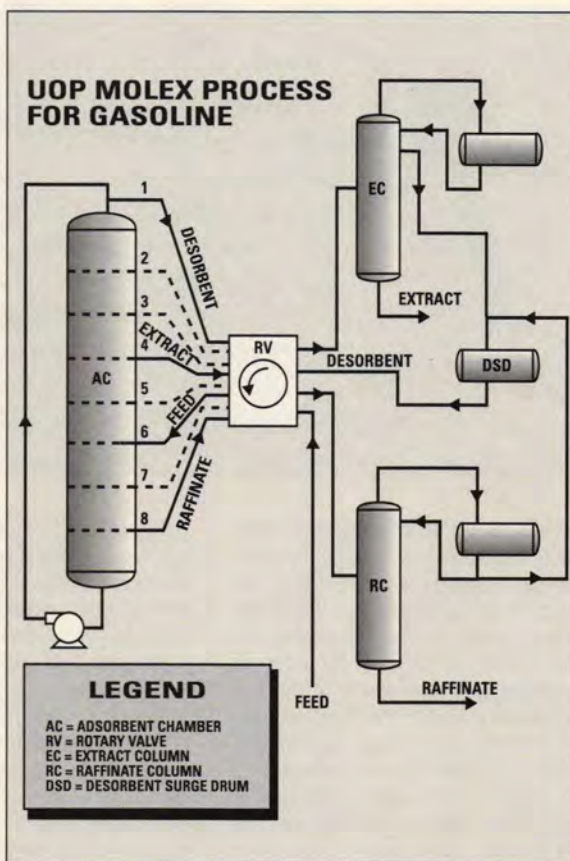 UOP MOLEX PROCESS
FOR GASOLINE
1
2
3
4
5
6
7
8
DESORBENT
EXTRACT
FEED
RAFFINATE
AC
RV
EC
EXTRACT
DESORBENT
DSD
RC
FEED
RAFFINATE
LEGEND
AC = ADSORBENT CHAMBER
RV = ROTARY VALVE
EC = EXTRACT COLUMN
RC = RAFFINATE COLUMN
DSD = DESORBENT SURGE DRUM